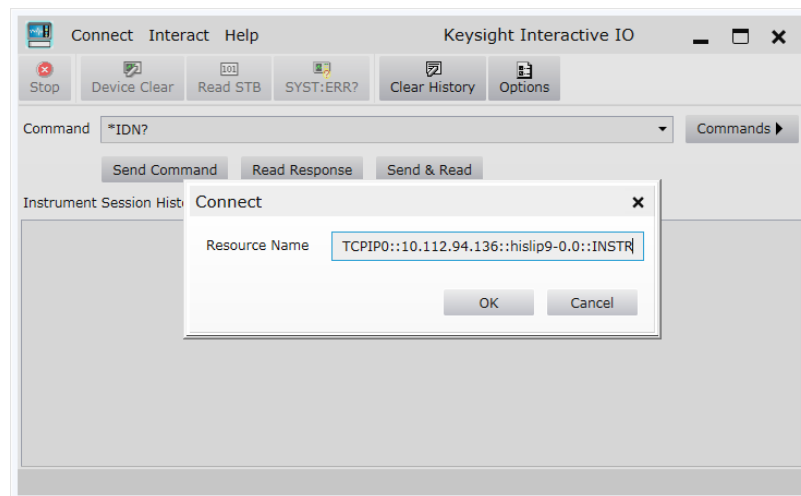 Connect Interact Help Keysight Interactive IO
Stop Device Clear Read STB SYST:ERR? Clear History Options
Command *IDN? Commands
Send Command Read Response Send & Read
Instrument Session Hist
Connect
Resource Name TCPIP0::10.112.94.136::hislip9-0.0::INSTR
OK Cancel